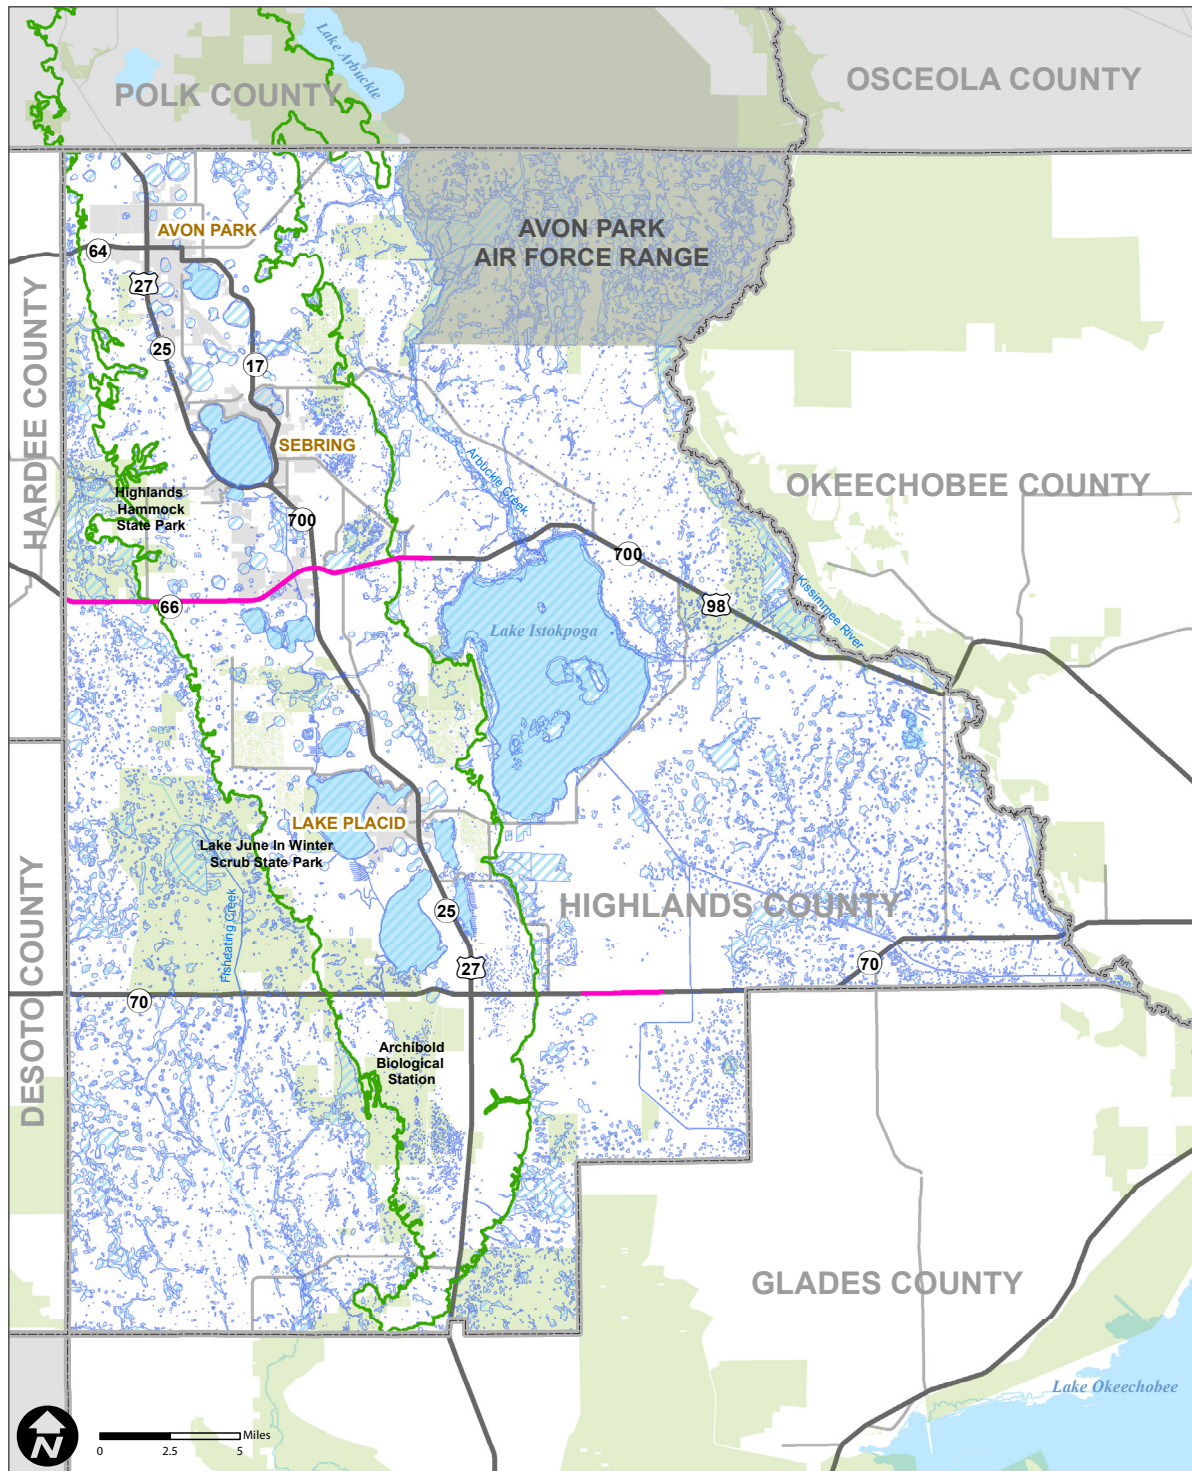 Lake Arbuckle
POLK COUNTY
OSCEOLA COUNTY
AVON PARK
AVON PARK
AIR FORCE RANGE
64
27
HARDEE COUNTY
25
17
SEBRING
Arbuckle Creek
OKEECHOBEE COUNTY
Highlands
Hammock
State Park
700
700
Kissimmee River
66
98
Lake Istokpoga
LAKE PLACID
Lake June In Winter
Scrub State Park
DESOTO COUNTY
Fisheating Creek
25
HIGHLANDS COUNTY
27
70
70
Archibold
Biological
Station
GLADES COUNTY
Lake Okeechobee
N
Miles
0 2.5 5